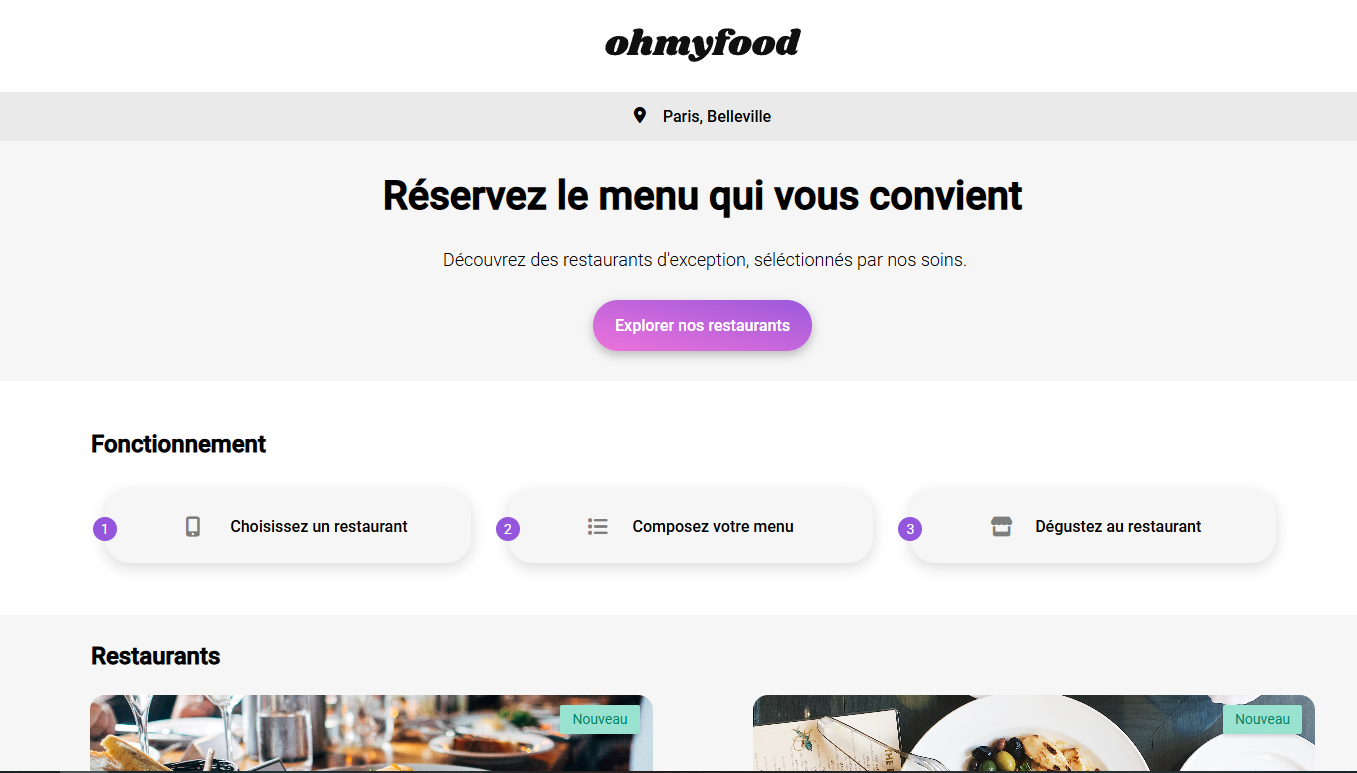 ohmyfood
Paris, Belleville
Réservez le menu qui vous convient
Découvrez des restaurants d'exception, séléctionnés par nos soins.
Explorer nos restaurants
Fonctionnement
1 Choisissez un restaurant
2 Composez votre menu
3 Dégustez au restaurant
Restaurants
Nouveau
Nouveau